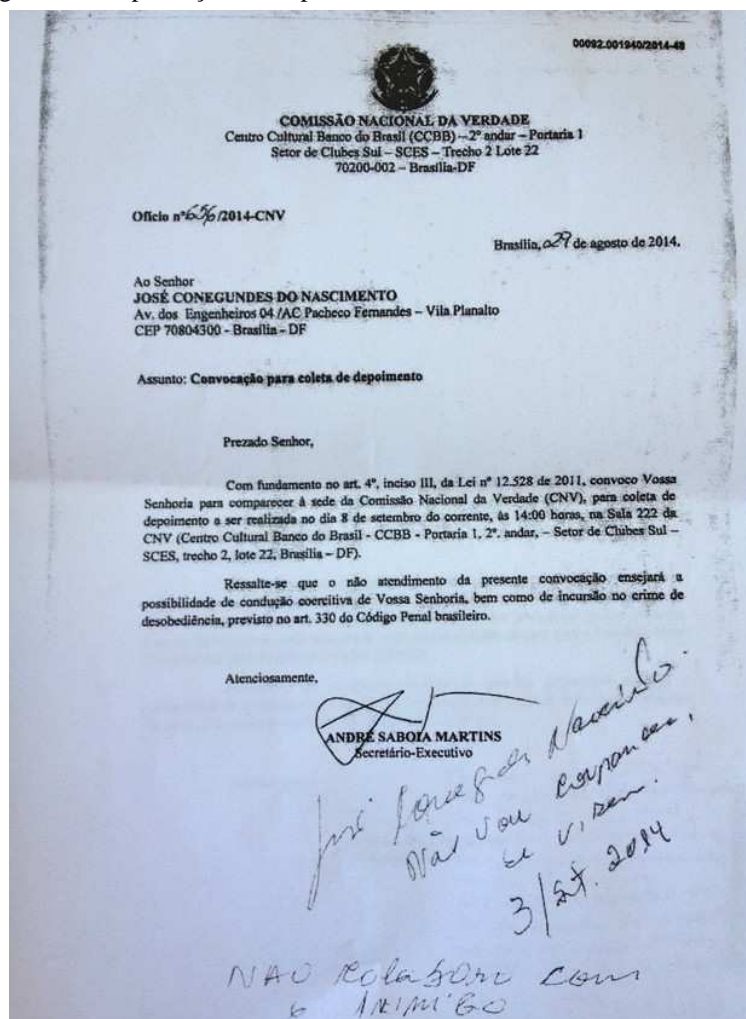 00092.001940/2014-48
COMISSÃO NACIONAL DA VERDADE
Centro Cultural Banco do Brasil (CCBB) – 2º andar – Portaria 1
Setor de Clubes Sul – SCES – Trecho 2 Lote 22
70200-002 – Brasília-DF
Ofício nº 656/2014-CNV
Brasília, 29 de agosto de 2014.
Ao Senhor
JOSÉ CONEGUNDES DO NASCIMENTO
Av. dos Engenheiros 04 /AC Pacheco Fernandes – Vila Planalto
CEP 70804300 - Brasília - DF
Assunto: Convocação para coleta de depoimento
Prezado Senhor,
Com fundamento no art. 4º, inciso III, da Lei nº 12.528 de 2011, convoco Vossa
Senhoria para comparecer à sede da Comissão Nacional da Verdade (CNV), para coleta de
depoimento a ser realizada no dia 8 de setembro do corrente, às 14:00 horas, na Sala 222 da
CNV (Centro Cultural Banco do Brasil - CCBB - Portaria 1, 2º. andar, – Setor de Clubes Sul –
SCES, trecho 2, lote 22, Brasília – DF).
Ressalte-se que o não atendimento da presente convocação ensejará a
possibilidade de condução coercitiva de Vossa Senhoria, bem como de incursão no crime de
desobediência, previsto no art. 330 do Código Penal brasileiro.
Atenciosamente,
ANDRÉ SABOIA MARTINS
Secretário-Executivo
José Conegundes Nascimento.
Não vou
se virem.
3/set. 2014
NÃO colaboro com
o INIMIGO